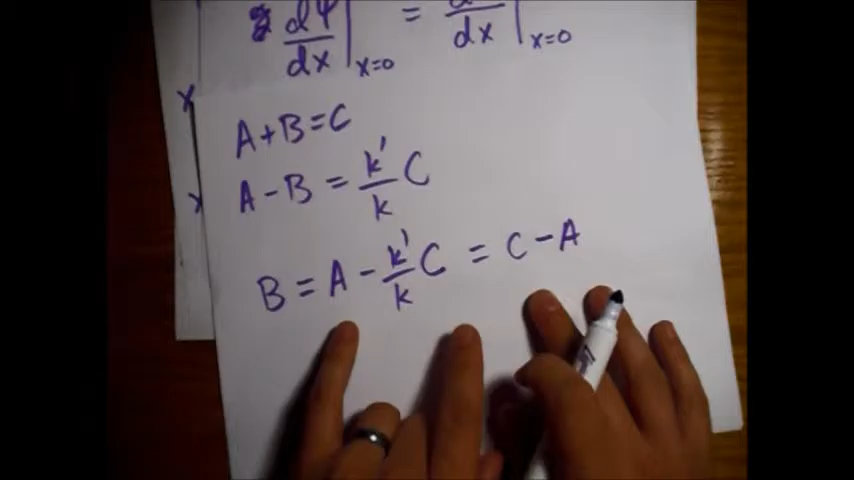 dψ/dx |x=0 = d/dx |x=0
A+B=C
A-B = k'/k C
B = A - k'/k C = C-A